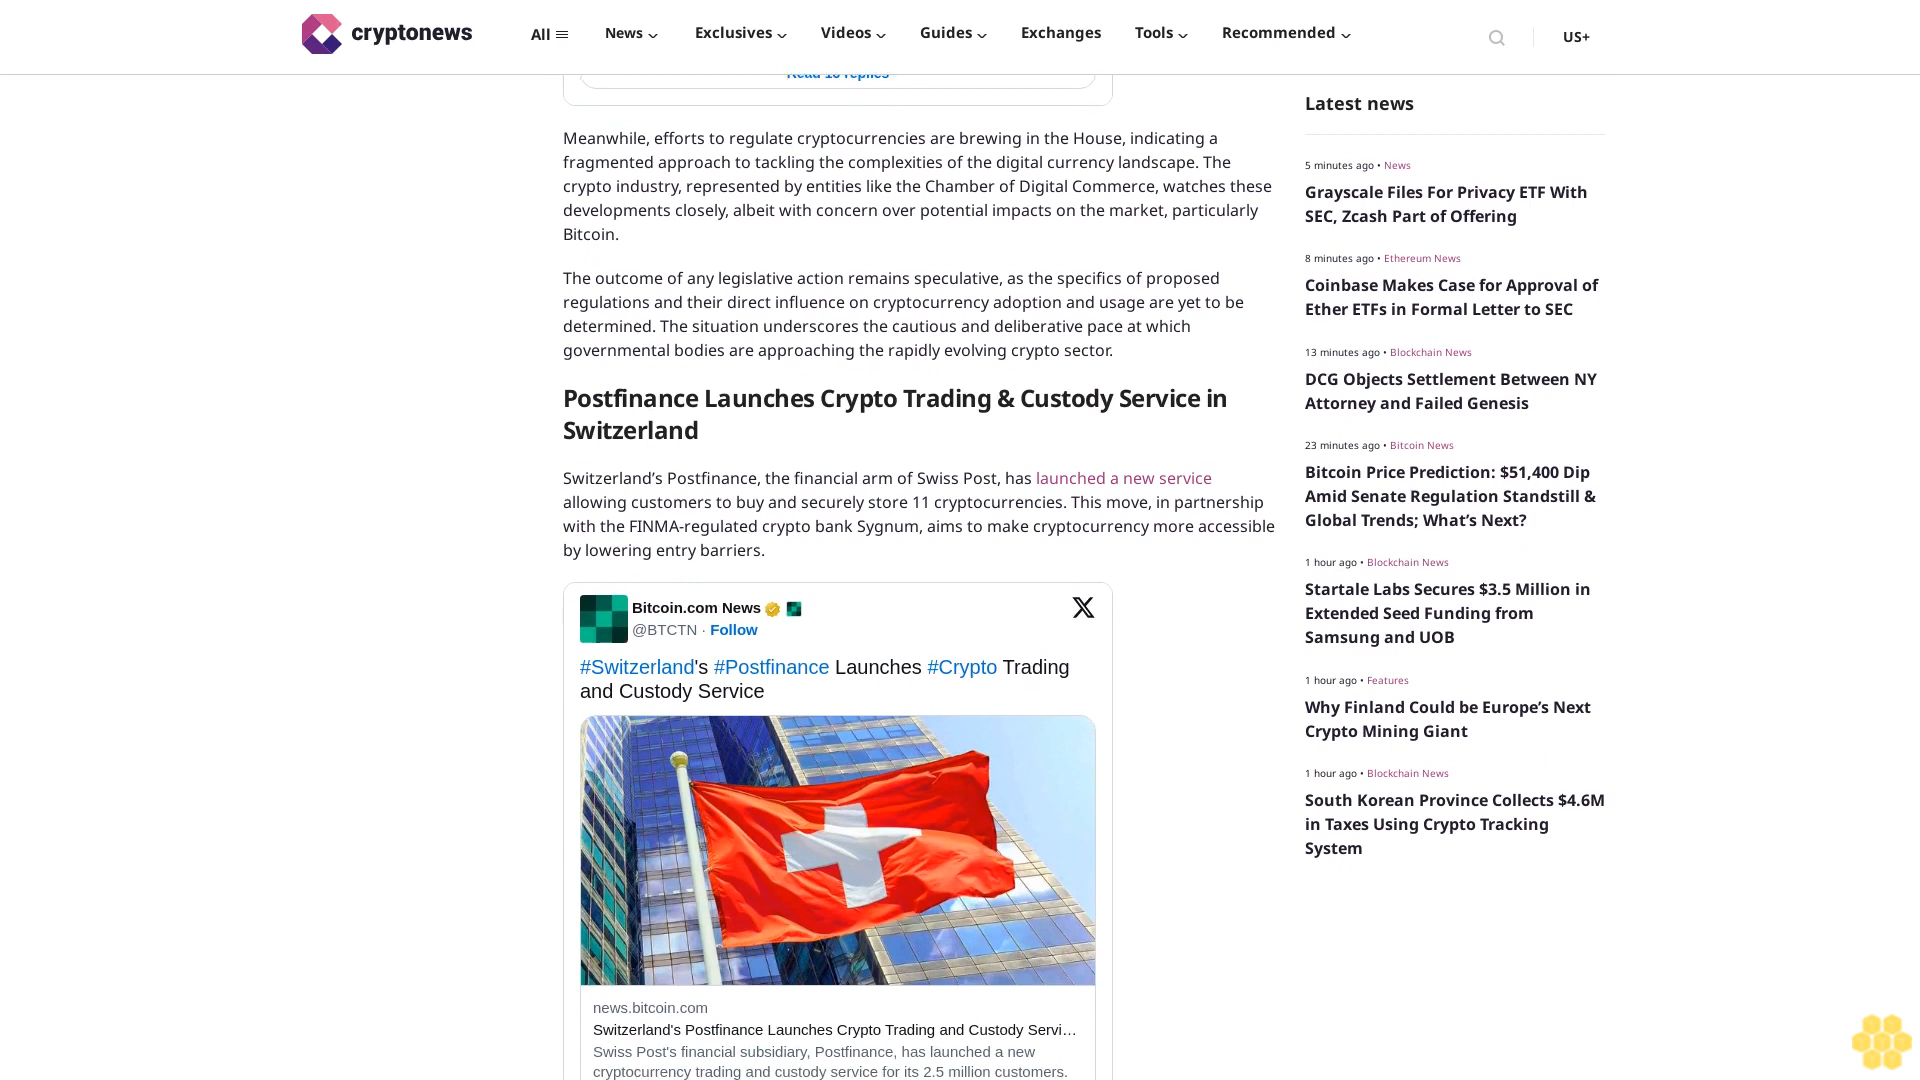 cryptonews
All
News
Exclusives
Videos
Guides
Exchanges
Tools
Recommended
US+
Read 10 replies
Meanwhile, efforts to regulate cryptocurrencies are brewing in the House, indicating a
fragmented approach to tackling the complexities of the digital currency landscape. The
crypto industry, represented by entities like the Chamber of Digital Commerce, watches these
developments closely, albeit with concern over potential impacts on the market, particularly
Bitcoin.
The outcome of any legislative action remains speculative, as the specifics of proposed
regulations and their direct influence on cryptocurrency adoption and usage are yet to be
determined. The situation underscores the cautious and deliberative pace at which
governmental bodies are approaching the rapidly evolving crypto sector.
Postfinance Launches Crypto Trading & Custody Service in
Switzerland
Switzerland’s Postfinance, the financial arm of Swiss Post, has launched a new service
allowing customers to buy and securely store 11 cryptocurrencies. This move, in partnership
with the FINMA-regulated crypto bank Sygnum, aims to make cryptocurrency more accessible
by lowering entry barriers.
Bitcoin.com News
@BTCTN · Follow
#Switzerland's #Postfinance Launches #Crypto Trading
and Custody Service
news.bitcoin.com
Switzerland's Postfinance Launches Crypto Trading and Custody Servi…
Swiss Post's financial subsidiary, Postfinance, has launched a new
cryptocurrency trading and custody service for its 2.5 million customers.
Latest news
5 minutes ago • News
Grayscale Files For Privacy ETF With
SEC, Zcash Part of Offering
8 minutes ago • Ethereum News
Coinbase Makes Case for Approval of
Ether ETFs in Formal Letter to SEC
13 minutes ago • Blockchain News
DCG Objects Settlement Between NY
Attorney and Failed Genesis
23 minutes ago • Bitcoin News
Bitcoin Price Prediction: $51,400 Dip
Amid Senate Regulation Standstill &
Global Trends; What’s Next?
1 hour ago • Blockchain News
Startale Labs Secures $3.5 Million in
Extended Seed Funding from
Samsung and UOB
1 hour ago • Features
Why Finland Could be Europe’s Next
Crypto Mining Giant
1 hour ago • Blockchain News
South Korean Province Collects $4.6M
in Taxes Using Crypto Tracking
System